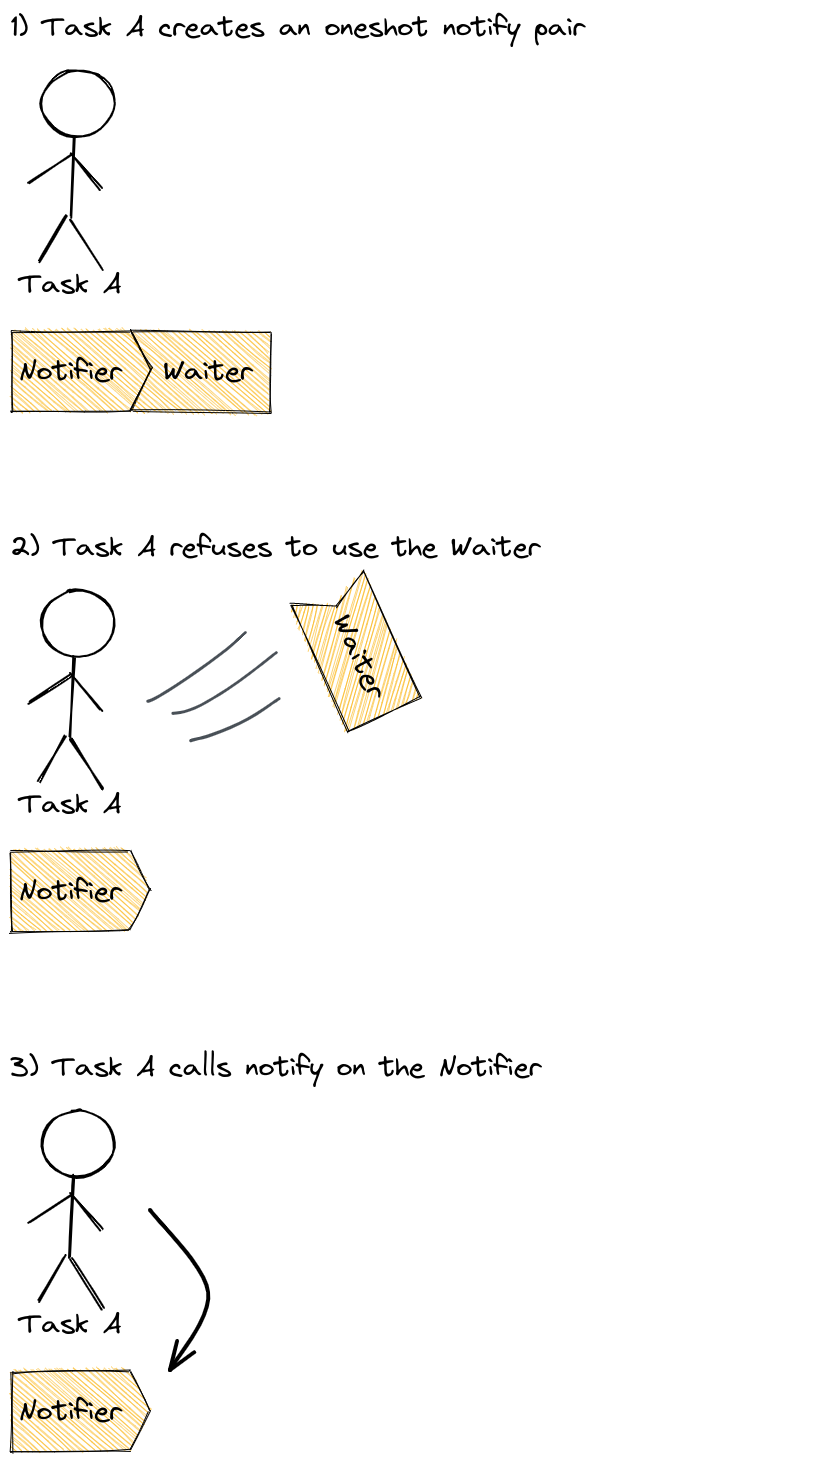 1) Task A creates an oneshot notify pair
Task A
Notifier Waiter
2) Task A refuses to use the Waiter
Waiter
Task A
Notifier
3) Task A calls notify on the Notifier
Task A
Notifier